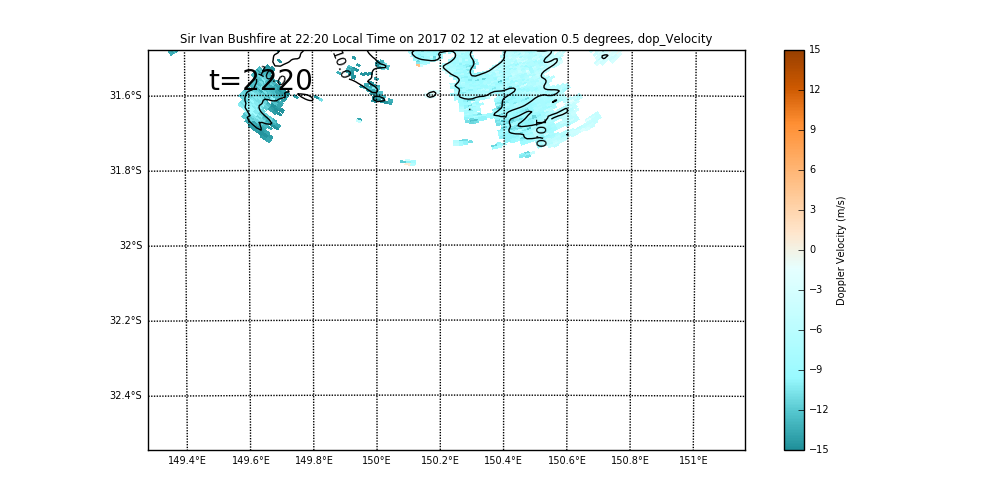 Sir Ivan Bushfire at 22:20 Local Time on 2017 02 12 at elevation 0.5 degrees, dop_Velocity
t=2220
31.6°S
31.8°S
32°S
32.2°S
32.4°S
149.4°E 149.6°E 149.8°E 150°E 150.2°E 150.4°E 150.6°E 150.8°E 151°E
15
12
9
6
3
0
−3
−6
−9
−12
−15
Doppler Velocity (m/s)